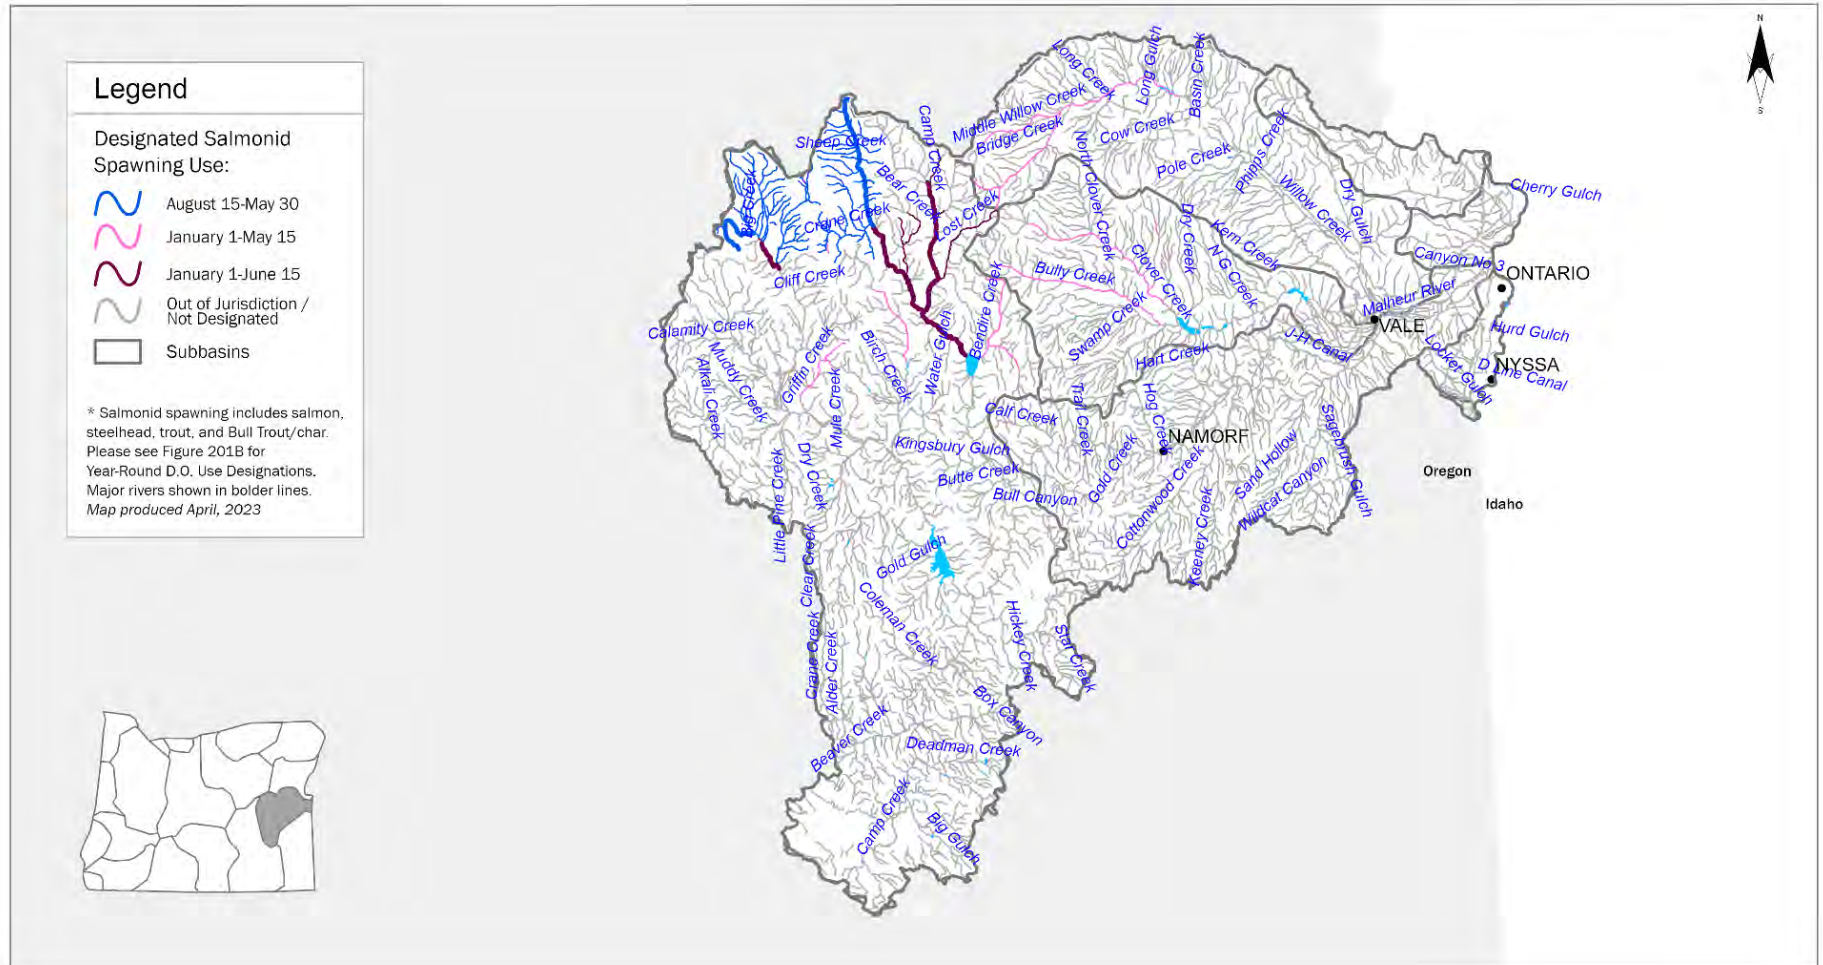 N
S
Legend
Designated Salmonid
Spawning Use:
August 15-May 30
January 1-May 15
January 1-June 15
Out of Jurisdiction /
Not Designated
Subbasins
* Salmonid spawning includes salmon,
steelhead, trout, and Bull Trout/char.
Please see Figure 201B for
Year-Round D.O. Use Designations.
Major rivers shown in bolder lines.
Map produced April, 2023
Long Creek
Long Gulch
Basin Creek
Middle Willow Creek
Bridge Creek
Cow Creek
Camp Creek
Sheep Creek
North Clover Creek
Pole Creek
Phipps Creek
Big Creek
Bear Creek
Crane Creek
Lost Creek
Willow Creek
Dry Gulch
Cherry Gulch
Dry Creek
Kern Creek
N G Creek
Canyon No 3
ONTARIO
Cliff Creek
Bully Creek
Clover Creek
Bendire Creek
Malheur River
VALE
Calamity Creek
Swamp Creek
Hurd Gulch
J-H Canal
Muddy Creek
Alkali Creek
Griffin Creek
Birch Creek
Water Gulch
Hart Creek
Locket Gulch
NYSSA
D Line Canal
Mule Creek
Calf Creek
Trail Creek
Hog Creek
NAMORF
Sagebrush Gulch
Kingsbury Gulch
Gold Creek
Sand Hollow
Little Pine Creek
Dry Creek
Butte Creek
Bull Canyon
Cottonwood Creek
Wildcat Canyon
Keeney Creek
Oregon
Idaho
Clear Creek
Gold Gulch
Coleman Creek
Crane Creek
Alder Creek
Hickey Creek
Star Creek
Box Canyon
Beaver Creek
Deadman Creek
Camp Creek
Big Gulch